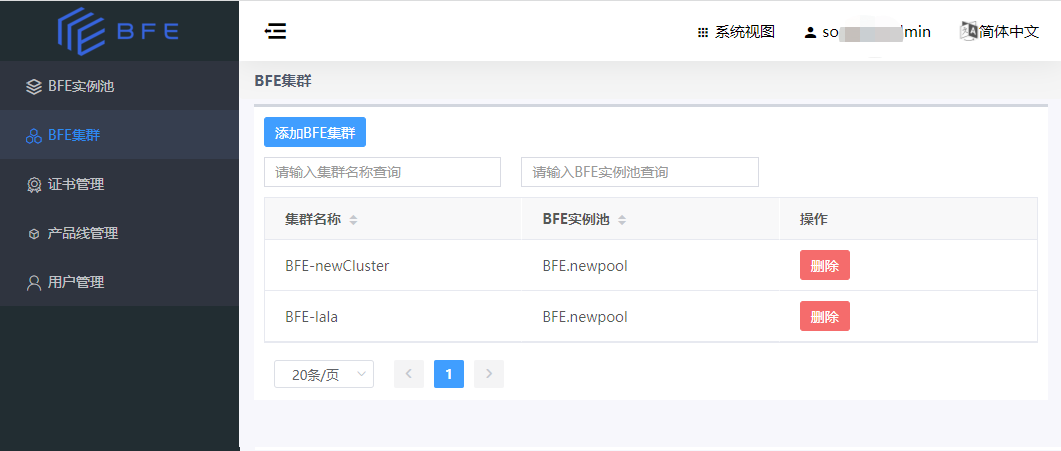 BFE
系统视图
简体中文
BFE实例池
BFE集群
证书管理
产品线管理
用户管理
BFE集群
添加BFE集群
请输入集群名称查询 请输入BFE实例池查询
集群名称 BFE实例池 操作
BFE-newCluster BFE.newpool 删除
BFE-lala BFE.newpool 删除
20条/页 1